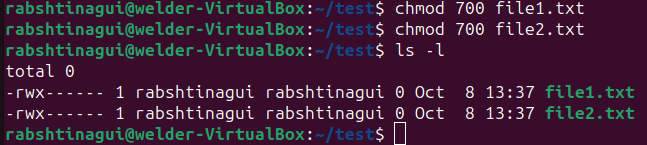 rabshtinagui@welder-VirtualBox:~/test$ chmod 700 file1.txt
rabshtinagui@welder-VirtualBox:~/test$ chmod 700 file2.txt
rabshtinagui@welder-VirtualBox:~/test$ ls -l
total 0
-rwx------ 1 rabshtinagui rabshtinagui 0 Oct  8 13:37 file1.txt
-rwx------ 1 rabshtinagui rabshtinagui 0 Oct  8 13:37 file2.txt
rabshtinagui@welder-VirtualBox:~/test$